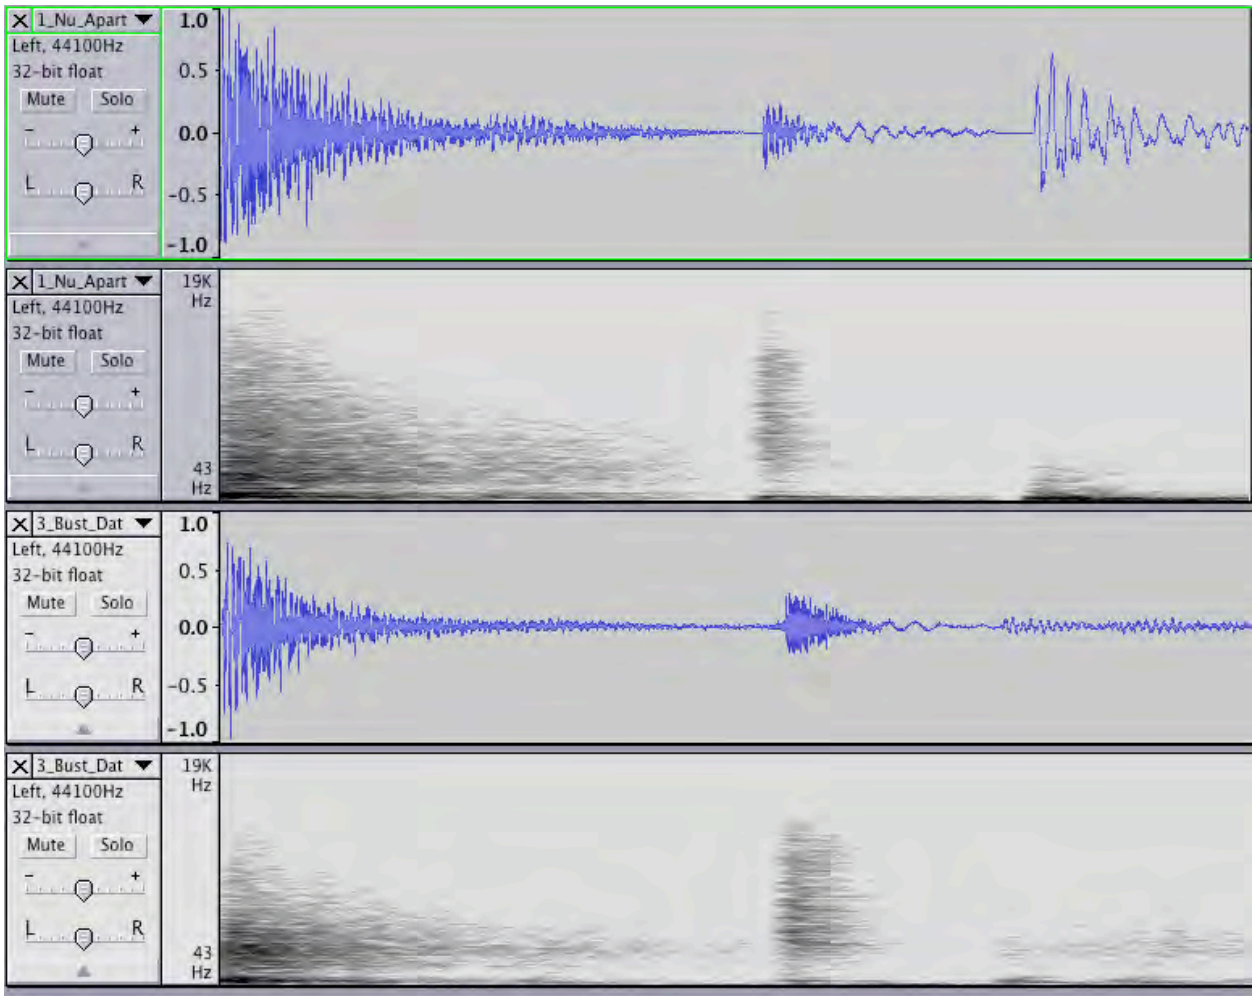 X 1_Nu_Apart ▼ 1.0
Left, 44100Hz
32-bit float
0.5
Mute Solo
- +
0.0
L R
-0.5
-1.0
X 1_Nu_Apart ▼ 19K
Hz
Left, 44100Hz
32-bit float
Mute Solo
- +
L R
43
Hz
X 3_Bust_Dat ▼ 1.0
Left, 44100Hz
32-bit float
0.5
Mute Solo
- +
0.0
L R
-0.5
-1.0
X 3_Bust_Dat ▼ 19K
Hz
Left, 44100Hz
32-bit float
Mute Solo
- +
L R
43
Hz